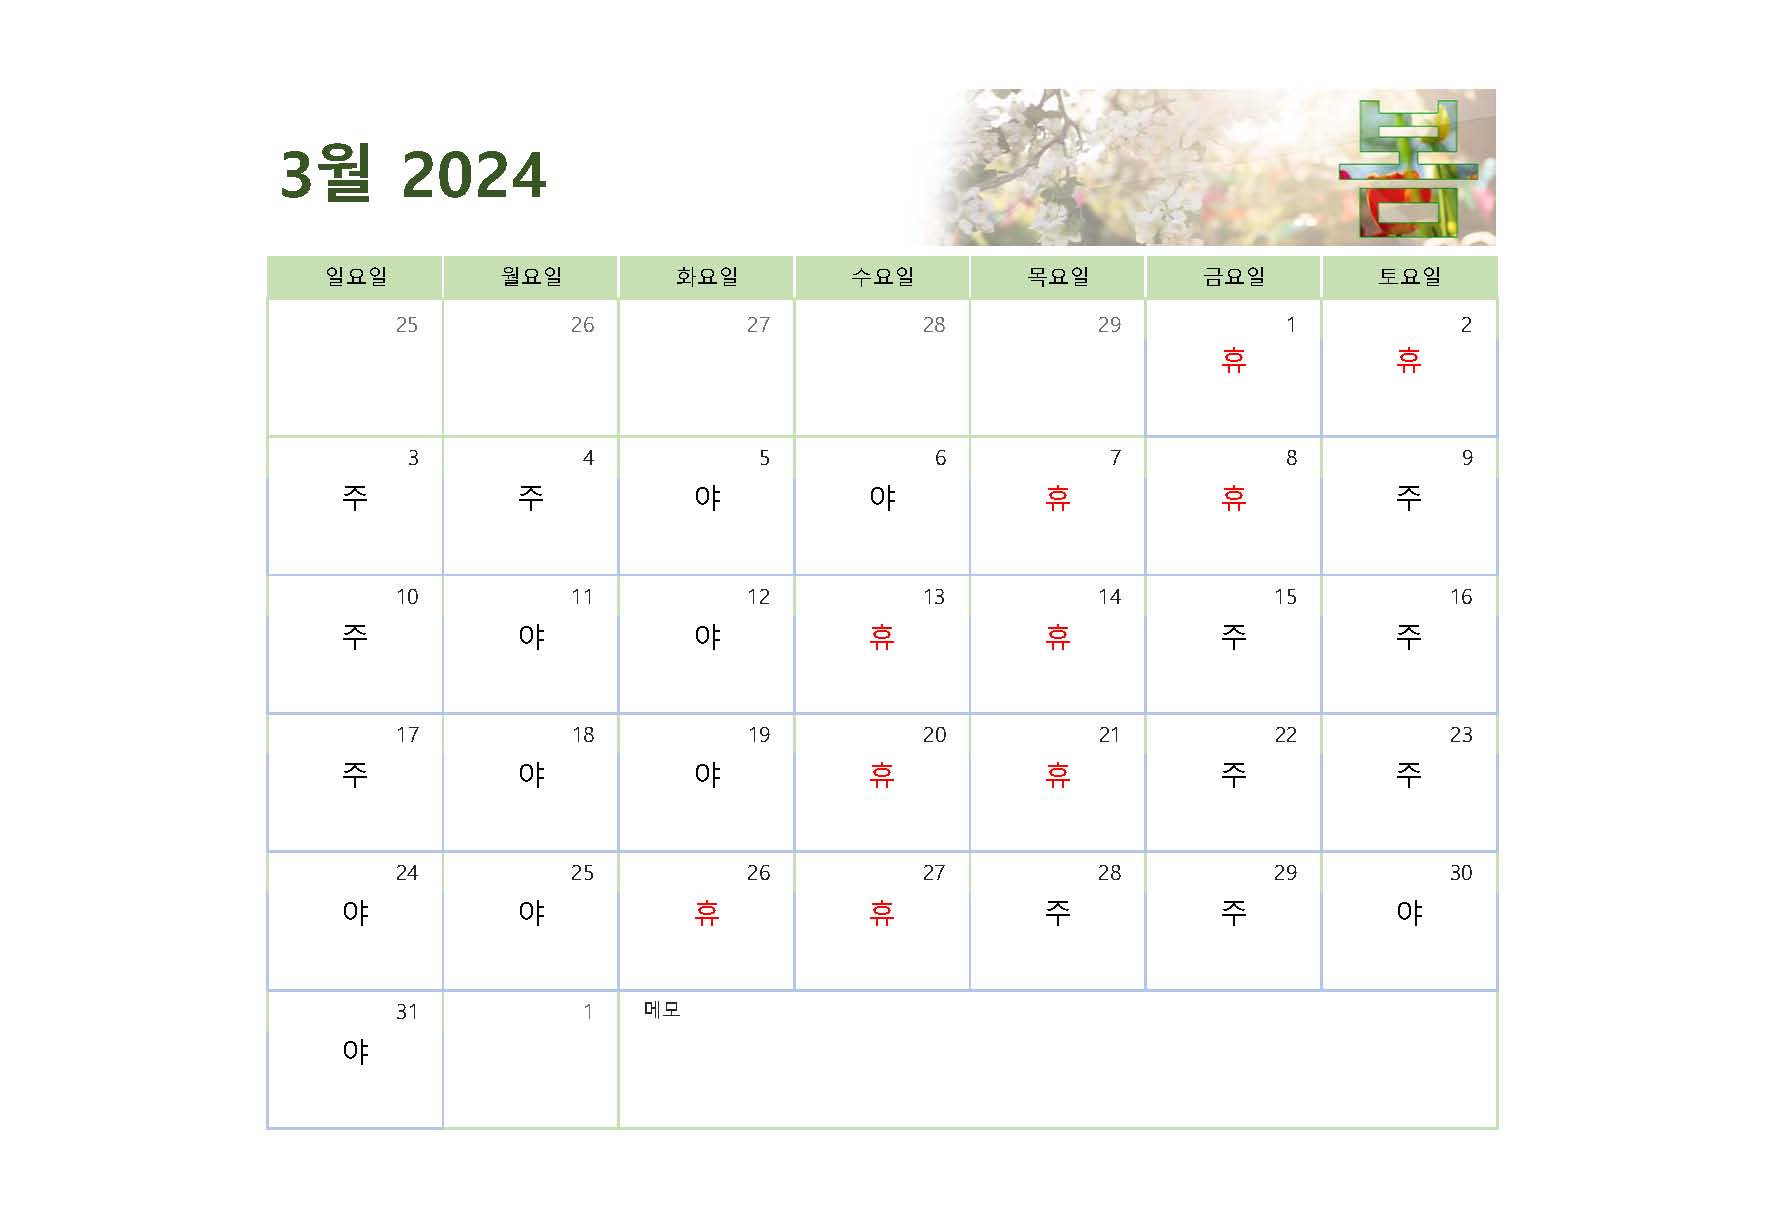 3월 2024
봄
일요일 월요일 화요일 수요일 목요일 금요일 토요일
25 26 27 28 29 1 2
휴 휴
3 4 5 6 7 8 9
주 주 야 야 휴 휴 주
10 11 12 13 14 15 16
주 야 야 휴 휴 주 주
17 18 19 20 21 22 23
주 야 야 휴 휴 주 주
24 25 26 27 28 29 30
야 야 휴 휴 주 주 야
31 1 메모
야